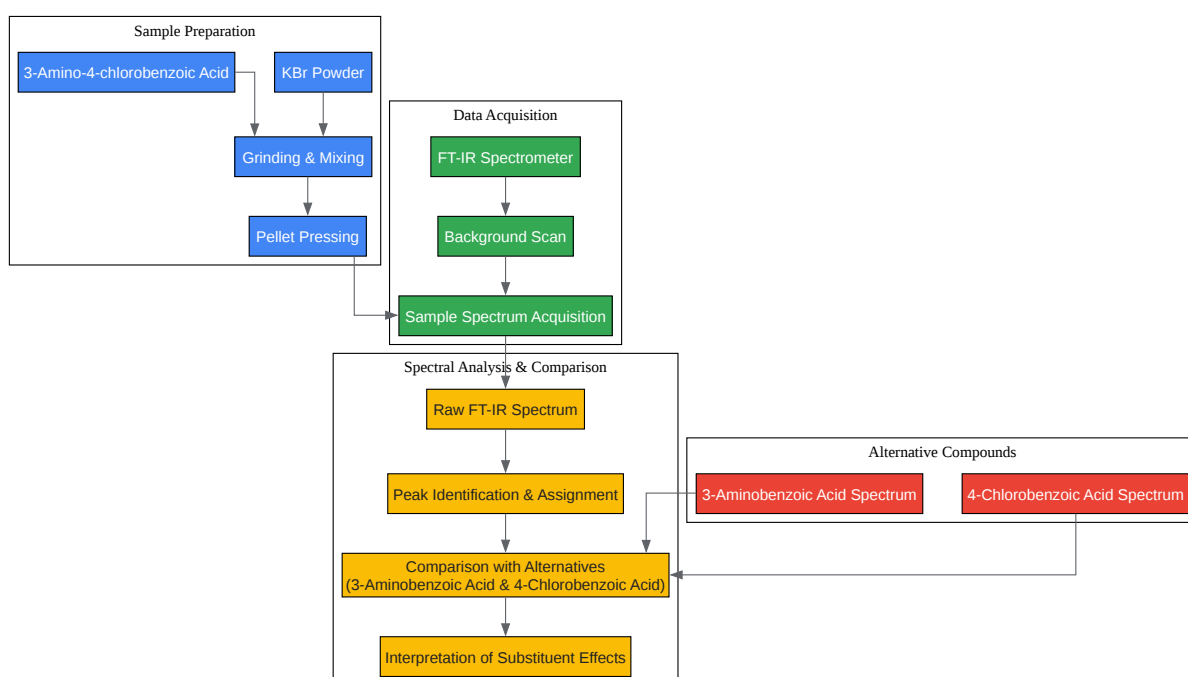 Sample Preparation
3-Amino-4-chlorobenzoic Acid
KBr Powder
Grinding & Mixing
Pellet Pressing
Data Acquisition
FT-IR Spectrometer
Background Scan
Sample Spectrum Acquisition
Spectral Analysis & Comparison
Raw FT-IR Spectrum
Peak Identification & Assignment
Comparison with Alternatives
(3-Aminobenzoic Acid & 4-Chlorobenzoic Acid)
Interpretation of Substituent Effects
Alternative Compounds
3-Aminobenzoic Acid Spectrum
4-Chlorobenzoic Acid Spectrum